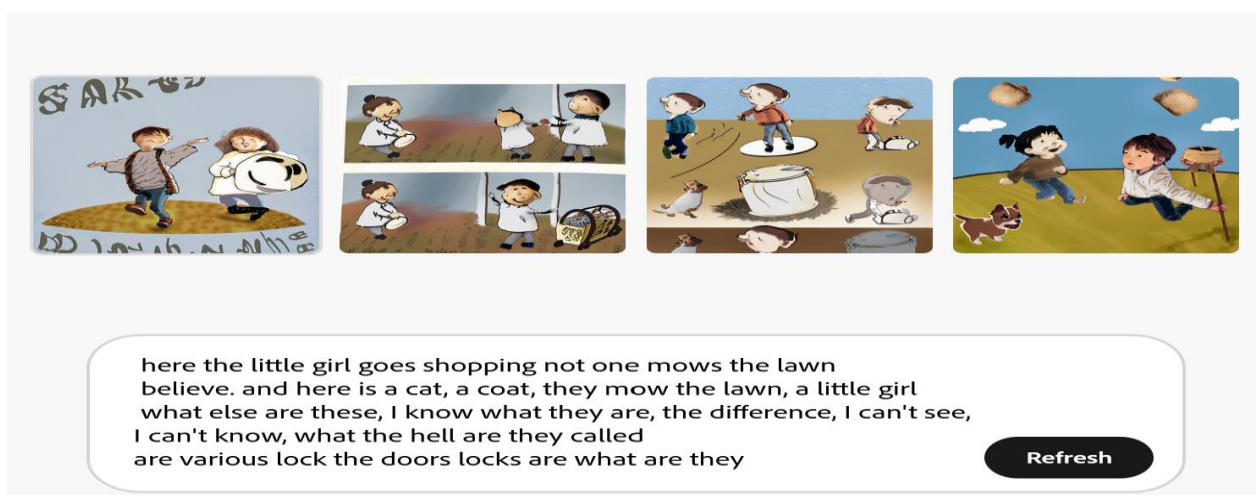 here the little girl goes shopping not one mows the lawn
believe. and here is a cat, a coat, they mow the lawn, a little girl
what else are these, I know what they are, the difference, I can't see,
I can't know, what the hell are they called
are various lock the doors locks are what are they
Refresh